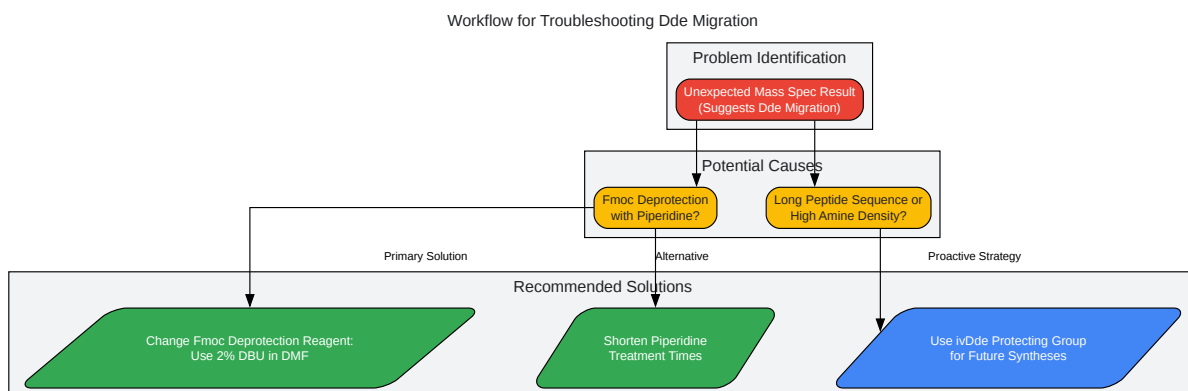 Workflow for Troubleshooting Dde Migration
Problem Identification
Unexpected Mass Spec Result
(Suggests Dde Migration)
Potential Causes
Fmoc Deprotection
with Piperidine?
Long Peptide Sequence or
High Amine Density?
Primary Solution
Alternative
Proactive Strategy
Recommended Solutions
Change Fmoc Deprotection Reagent:
Use 2% DBU in DMF
Shorten Piperidine
Treatment Times
Use ivDde Protecting Group
for Future Syntheses